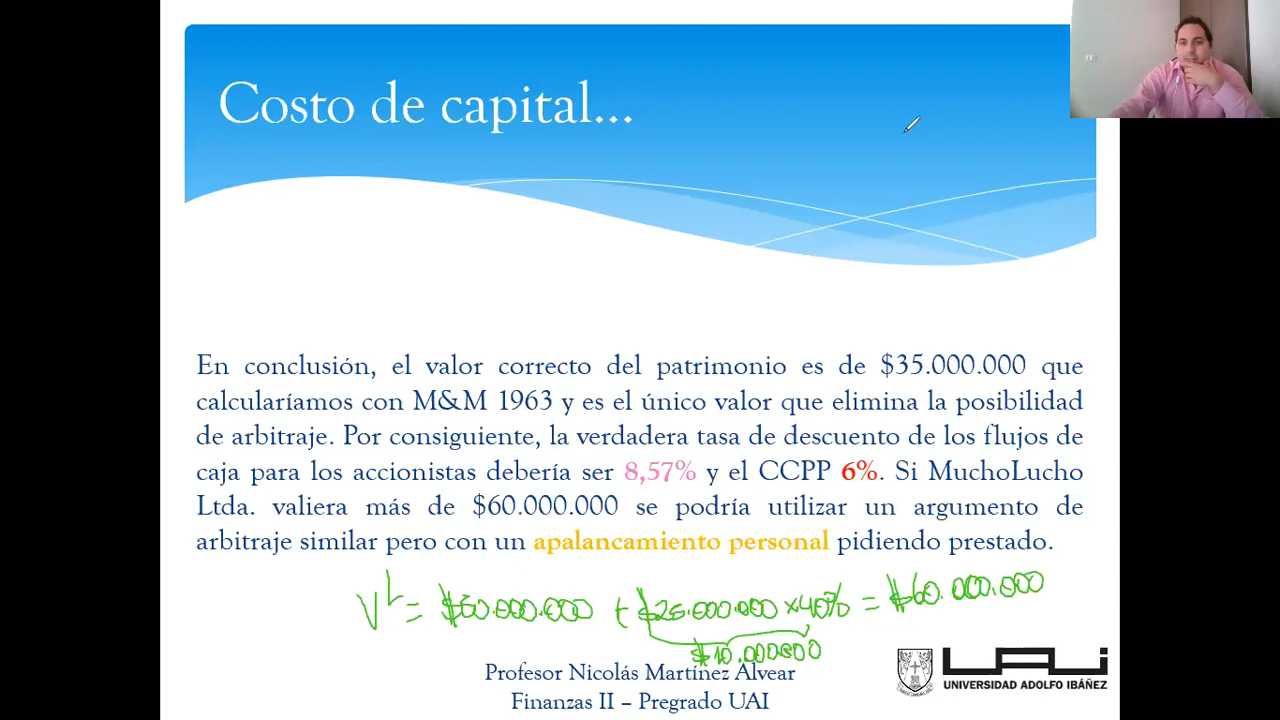 Costo de capital...
En conclusión, el valor correcto del patrimonio es de $35.000.000 que
calcularíamos con M&M 1963 y es el único valor que elimina la posibilidad
de arbitraje. Por consiguiente, la verdadera tasa de descuento de los flujos de
caja para los accionistas debería ser 8,57% y el CCPP 6%. Si MuchoLucho
Ltda. valiera más de $60.000.000 se podría utilizar un argumento de
arbitraje similar pero con un apalancamiento personal pidiendo prestado.
V^L = $50.000.000 + $25.000.000 x 40% = $60.000.000
$10.000.000
Profesor Nicolás Martínez Alvear
Finanzas II – Pregrado UAI
UAI
UNIVERSIDAD ADOLFO IBÁÑEZ